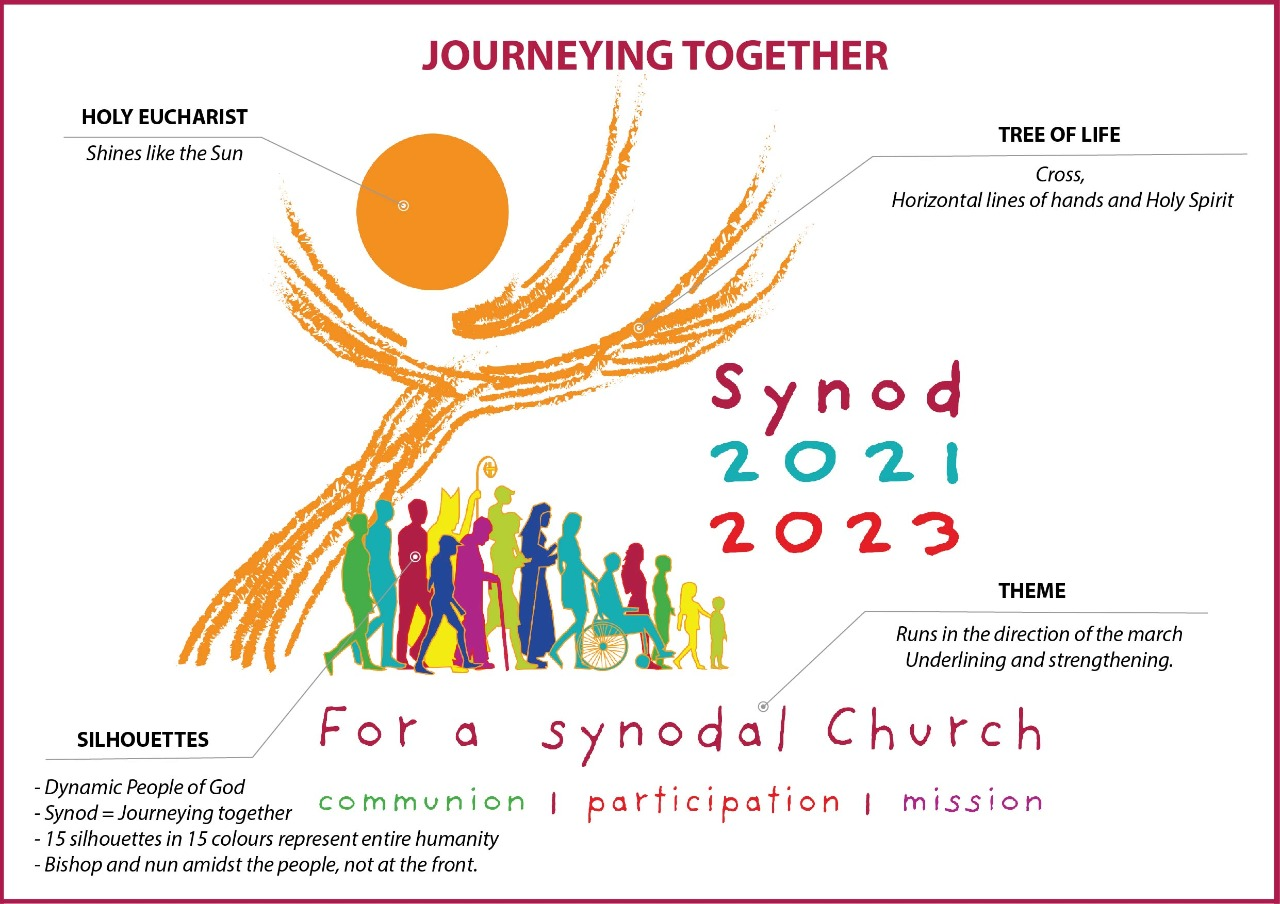 JOURNEYING TOGETHER
HOLY EUCHARIST
Shines like the Sun
TREE OF LIFE
Cross,
Horizontal lines of hands and Holy Spirit
Synod
2021
2023
THEME
Runs in the direction of the march
Underlining and strengthening.
For a synodal Church
communion | participation | mission
SILHOUETTES
- Dynamic People of God
- Synod = Journeying together
- 15 silhouettes in 15 colours represent entire humanity
- Bishop and nun amidst the people, not at the front.